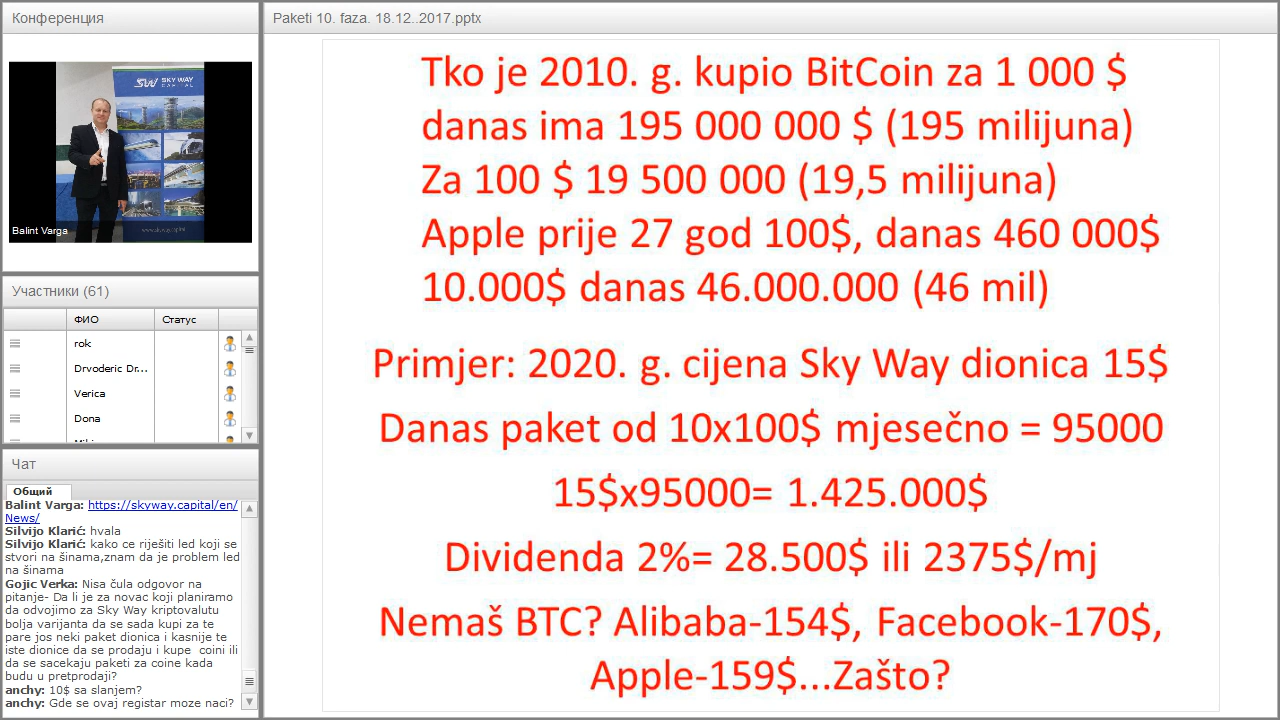 Конференция
SKY WAY
CAPITAL
www.skyway.capital
Balint Varga
Участники (61)
ФИО Статус
rok
Drvoderic Dr...
Verica
Dona
Чат
Общий
Balint Varga: https://skyway.capital/en/
News/
Silvijo Klarić: hvala
Silvijo Klarić: kako ce riješiti led koji se
stvori na šinama,znam da je problem led
na šinama
Gojic Verka: Nisa čula odgovor na
pitanje- Da li je za novac koji planiramo
da odvojimo za Sky Way kriptovalutu
bolja varijanta da se sada kupi za te
pare jos neki paket dionica i kasnije te
iste dionice da se prodaju i kupe coini ili
da se sacekaju paketi za coine kada
budu u pretprodaji?
anchy: 10$ sa slanjem?
anchy: Gde se ovaj registar moze naci?
Paketi 10. faza. 18.12..2017.pptx
Tko je 2010. g. kupio BitCoin za 1 000 $
danas ima 195 000 000 $ (195 milijuna)
Za 100 $ 19 500 000 (19,5 milijuna)
Apple prije 27 god 100$, danas 460 000$
10.000$ danas 46.000.000 (46 mil)
Primjer: 2020. g. cijena Sky Way dionica 15$
Danas paket od 10x100$ mjesečno = 95000
15$x95000= 1.425.000$
Dividenda 2%= 28.500$ ili 2375$/mj
Nemaš BTC? Alibaba-154$, Facebook-170$,
Apple-159$...Zašto?